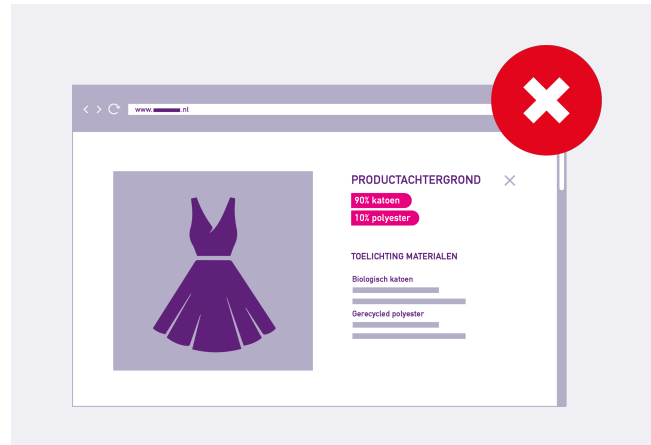 www. .nl
PRODUCTACHTERGROND
90% katoen
10% polyester
TOELICHTING MATERIALEN
Biologisch katoen
Gerecycled polyester